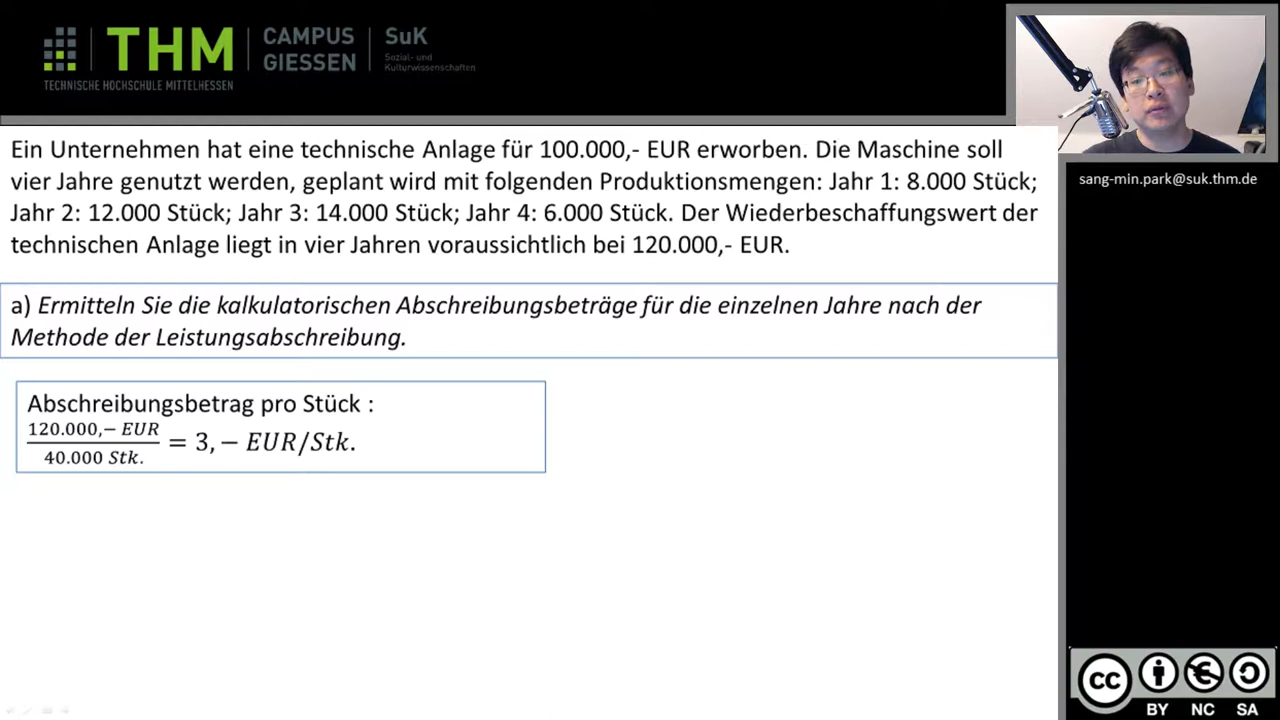 THM
CAMPUS
GIESSEN
SuK
Sozial- und
Kulturwissenschaften
TECHNISCHE HOCHSCHULE MITTELHESSEN
sang-min.park@suk.thm.de
Ein Unternehmen hat eine technische Anlage für 100.000,- EUR erworben. Die Maschine soll
vier Jahre genutzt werden, geplant wird mit folgenden Produktionsmengen: Jahr 1: 8.000 Stück;
Jahr 2: 12.000 Stück; Jahr 3: 14.000 Stück; Jahr 4: 6.000 Stück. Der Wiederbeschaffungswert der
technischen Anlage liegt in vier Jahren voraussichtlich bei 120.000,- EUR.
a) Ermitteln Sie die kalkulatorischen Abschreibungsbeträge für die einzelnen Jahre nach der
Methode der Leistungsabschreibung.
Abschreibungsbetrag pro Stück :
120.000,− EUR
40.000 Stk.
= 3, − EUR/Stk.
cc
BY NC SA